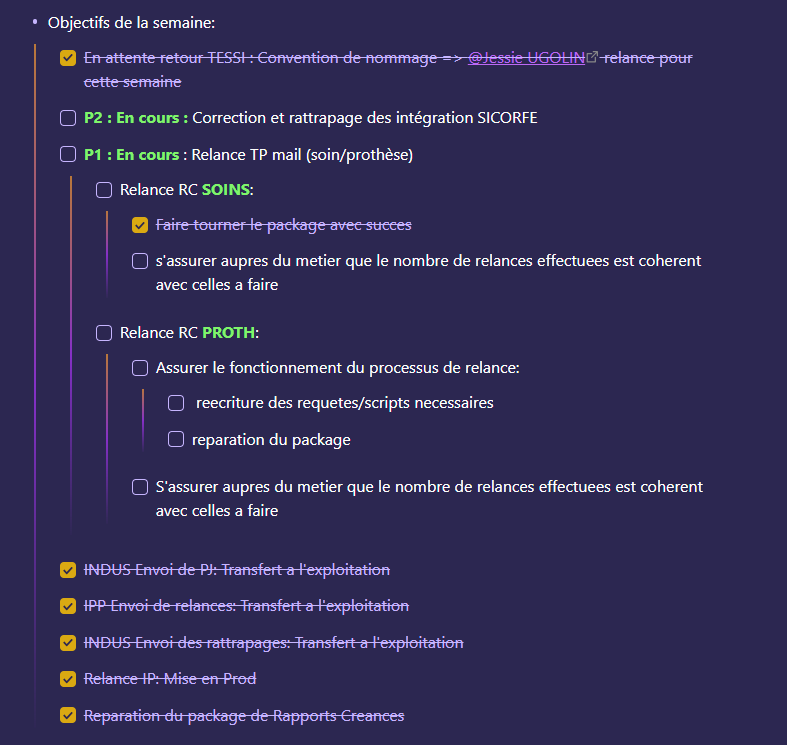 Objectifs de la semaine:
En attente retour TESSI : Convention de nommage => @Jessie UGOLIN relance pour
cette semaine
P2 : En cours : Correction et rattrapage des intégration SICORFE
P1 : En cours : Relance TP mail (soin/prothèse)
Relance RC SOINS:
Faire tourner le package avec succes
s'assurer aupres du metier que le nombre de relances effectuees est coherent
avec celles a faire
Relance RC PROTH:
Assurer le fonctionnement du processus de relance:
reecriture des requetes/scripts necessaires
reparation du package
S'assurer aupres du metier que le nombre de relances effectuees est coherent
avec celles a faire
INDUS Envoi de PJ: Transfert a l'exploitation
IPP Envoi de relances: Transfert a l'exploitation
INDUS Envoi des rattrapages: Transfert a l'exploitation
Relance IP: Mise en Prod
Reparation du package de Rapports Creances